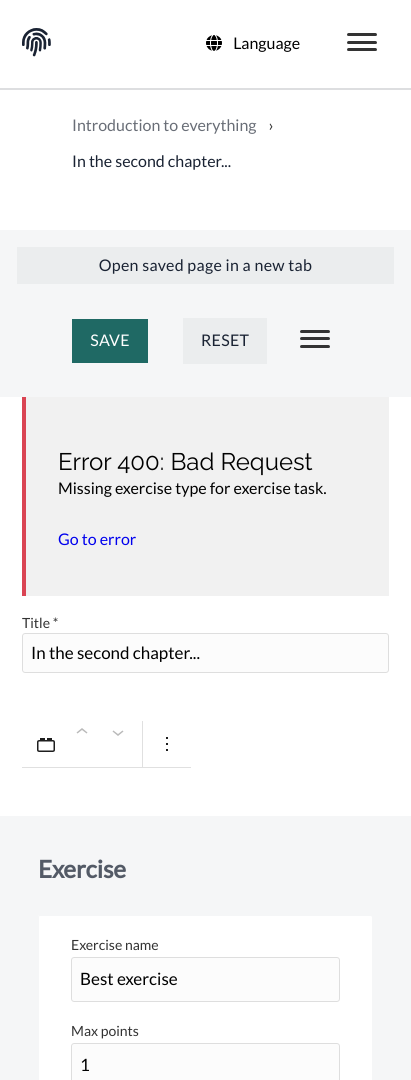 Language
Introduction to everything ›
In the second chapter...
Open saved page in a new tab
SAVE RESET
Error 400: Bad Request
Missing exercise type for exercise task.
Go to error
Title *
In the second chapter...
Exercise
Exercise name
Best exercise
Max points
1